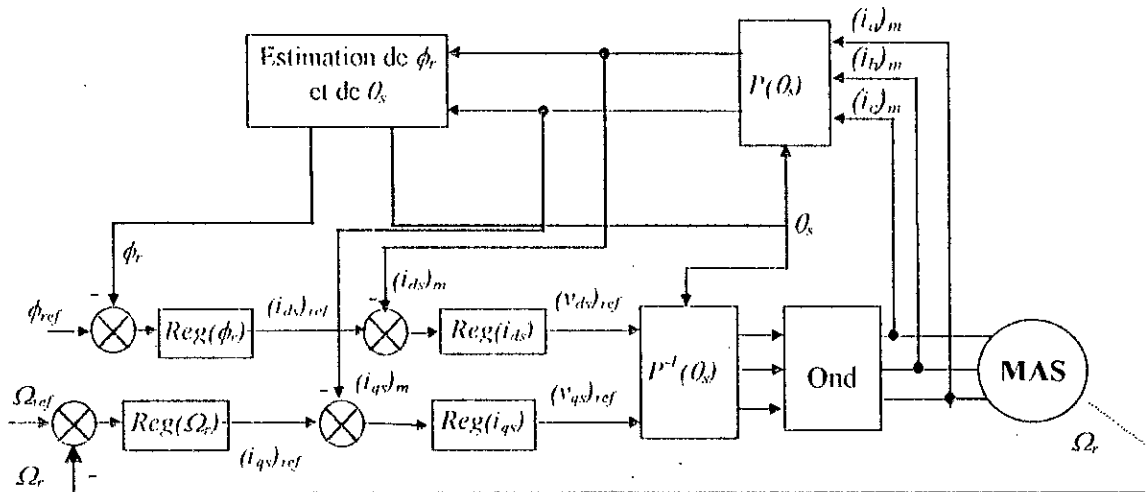 Estimation de ϕr
et de θs
P(θs)
(ia)m
(ib)m
(ic)m
θs
ϕr
-
ϕref
Reg(ϕr)
(ids)ref
-
(ids)m
Reg(ids)
(vds)ref
P-1(θs)
Ond
MAS
Ωr
Ωref
Reg(Ωr)
(iqs)ref
-
(iqs)m
Reg(iqs)
(vqs)ref
Ωr
-